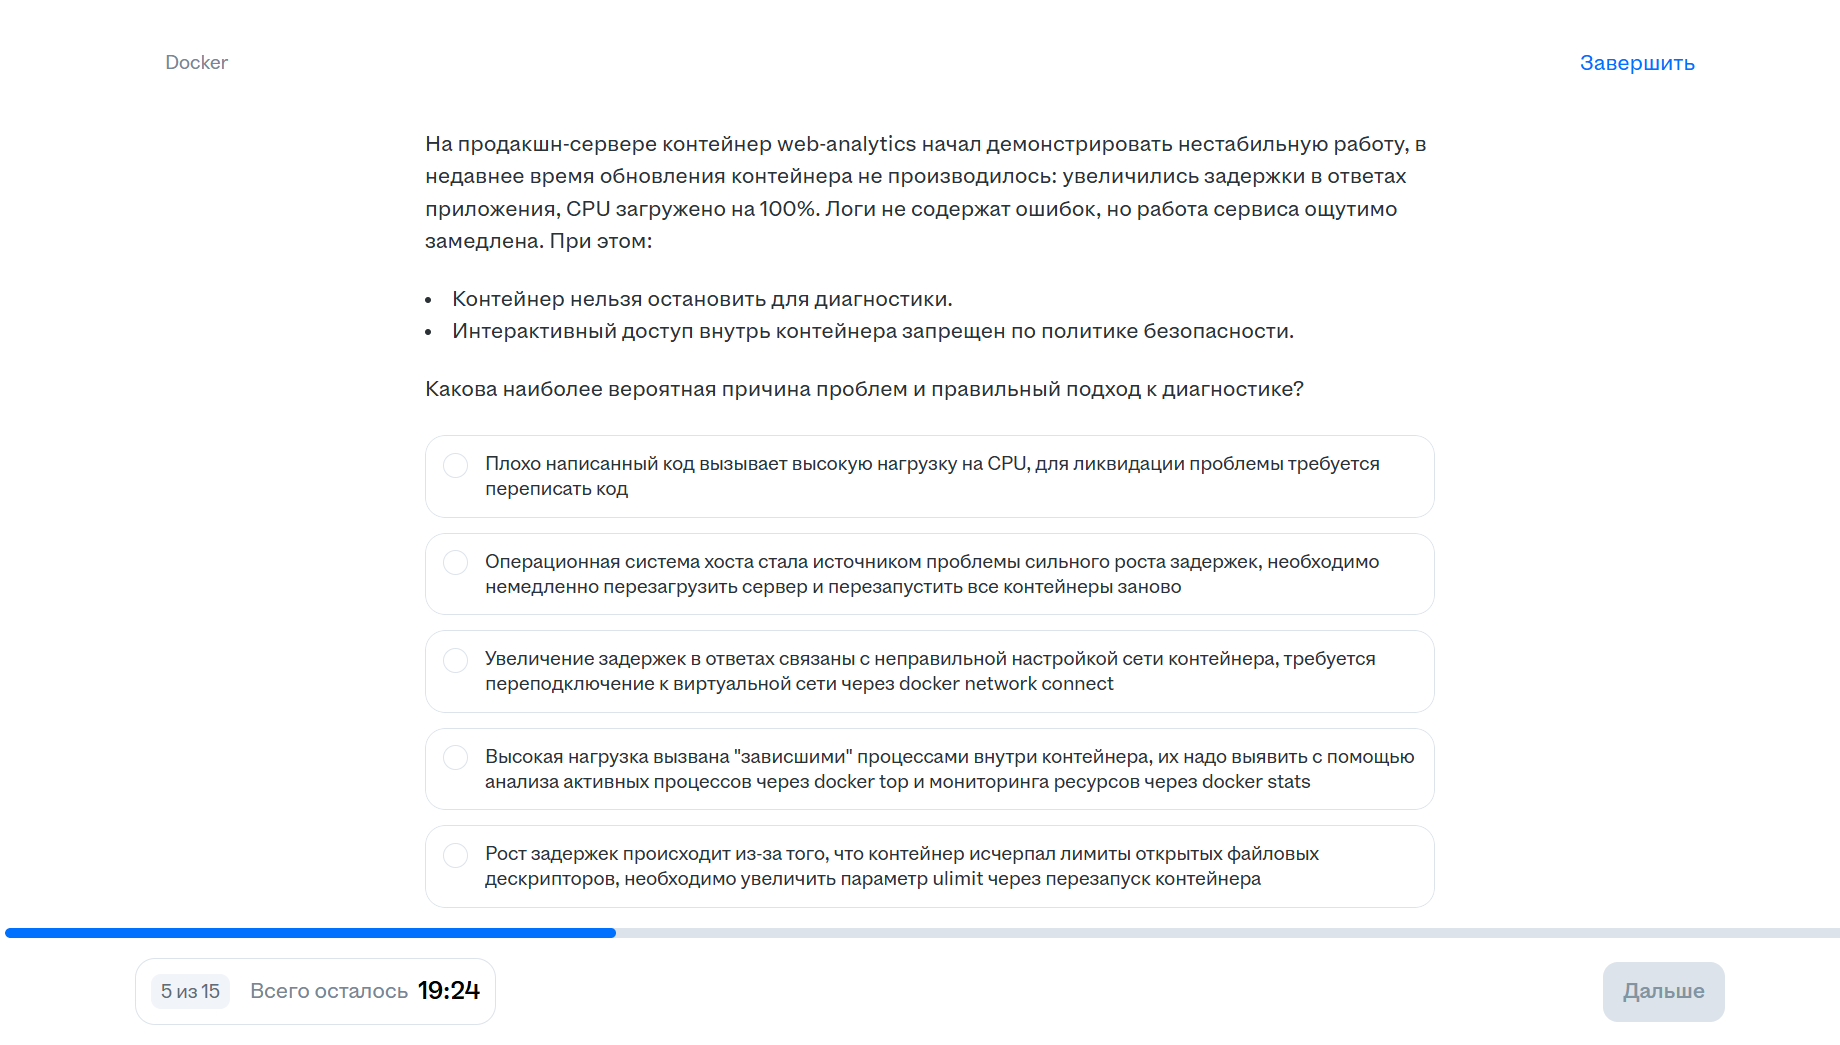 Docker
Завершить
На продакшн-сервере контейнер web-analytics начал демонстрировать нестабильную работу, в
недавнее время обновления контейнера не производилось: увеличились задержки в ответах
приложения, CPU загружено на 100%. Логи не содержат ошибок, но работа сервиса ощутимо
замедлена. При этом:
• Контейнер нельзя остановить для диагностики.
• Интерактивный доступ внутрь контейнера запрещен по политике безопасности.
Какова наиболее вероятная причина проблем и правильный подход к диагностике?
Плохо написанный код вызывает высокую нагрузку на CPU, для ликвидации проблемы требуется
переписать код
Операционная система хоста стала источником проблемы сильного роста задержек, необходимо
немедленно перезагрузить сервер и перезапустить все контейнеры заново
Увеличение задержек в ответах связаны с неправильной настройкой сети контейнера, требуется
переподключение к виртуальной сети через docker network connect
Высокая нагрузка вызвана "зависшими" процессами внутри контейнера, их надо выявить с помощью
анализа активных процессов через docker top и мониторинга ресурсов через docker stats
Рост задержек происходит из-за того, что контейнер исчерпал лимиты открытых файловых
дескрипторов, необходимо увеличить параметр ulimit через перезапуск контейнера
5 из 15
Всего осталось 19:24
Дальше